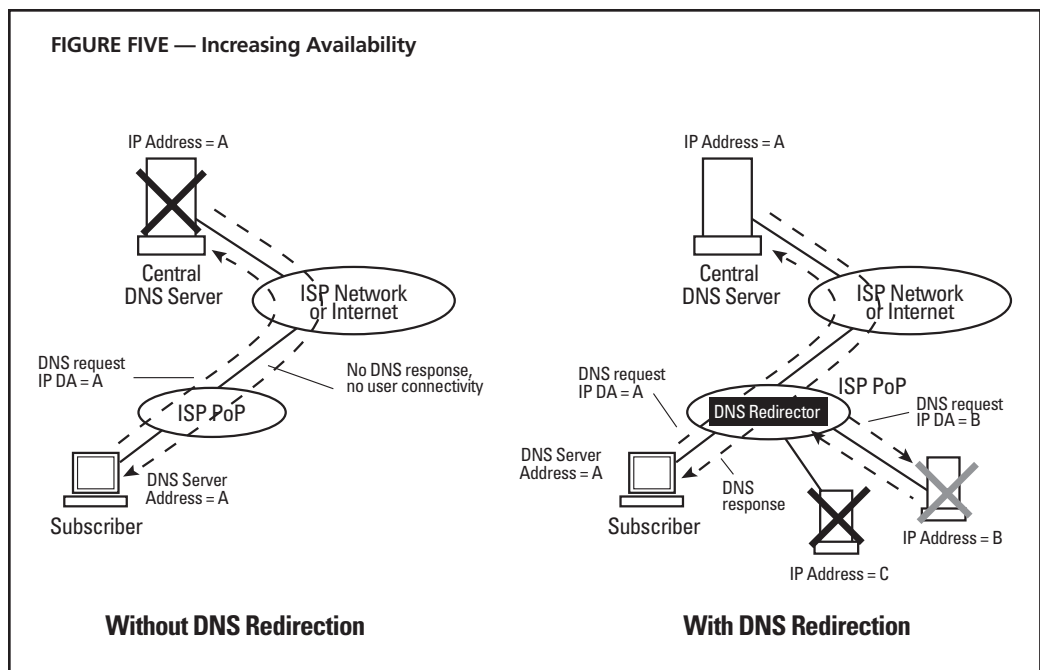 FIGURE FIVE — Increasing Availability
IP Address = A
Central
DNS Server
ISP Network
or Internet
DNS request
IP DA = A
No DNS response,
no user connectivity
ISP PoP
DNS Server
Address = A
Subscriber
Without DNS Redirection
IP Address = A
Central
DNS Server
ISP Network
or Internet
DNS request
IP DA = A
ISP PoP
DNS Redirector
DNS request
IP DA = B
DNS Server
Address = A
DNS
response
Subscriber
IP Address = B
IP Address = C
With DNS Redirection